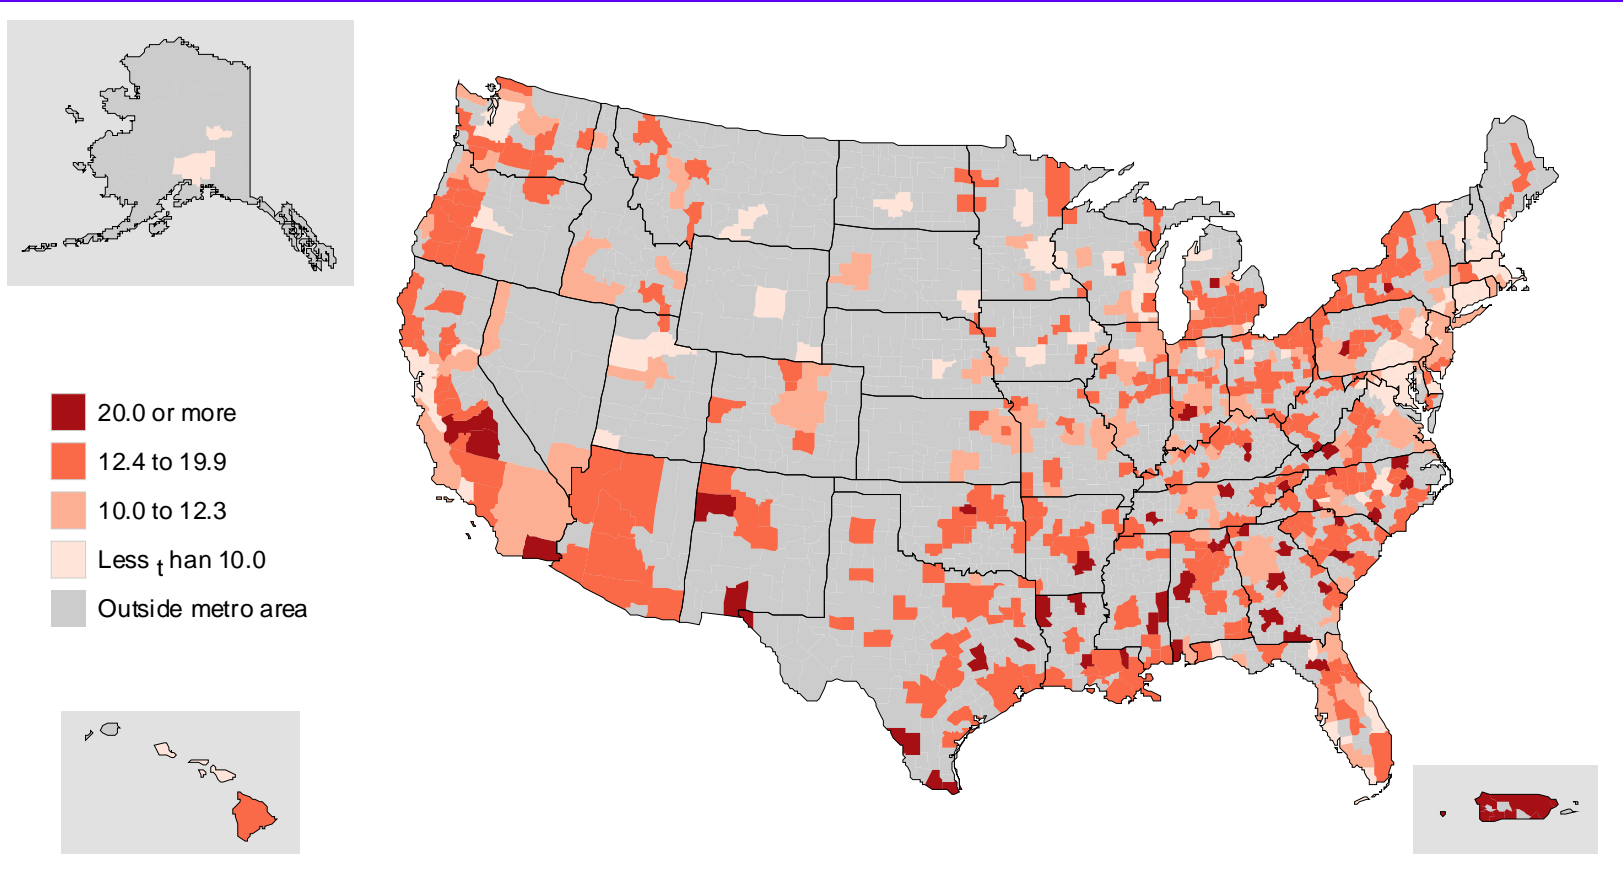 20.0 or more
12.4 to 19.9
10.0 to 12.3
Less than 10.0
Outside metro area